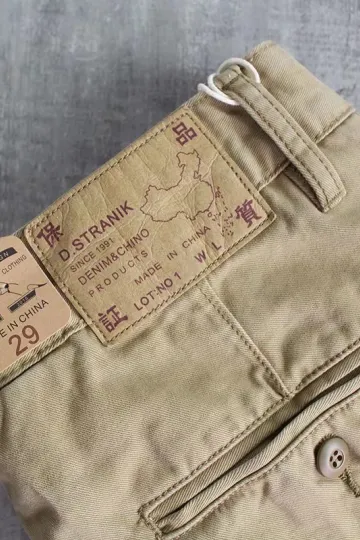 品
質
保
証
D.STRANIK
SINCE 1991
DENIM&CHINO
PRODUCTS
MADE IN CHINA
LOT:NO 1 W L
CLOTHING
E IN CHINA
29